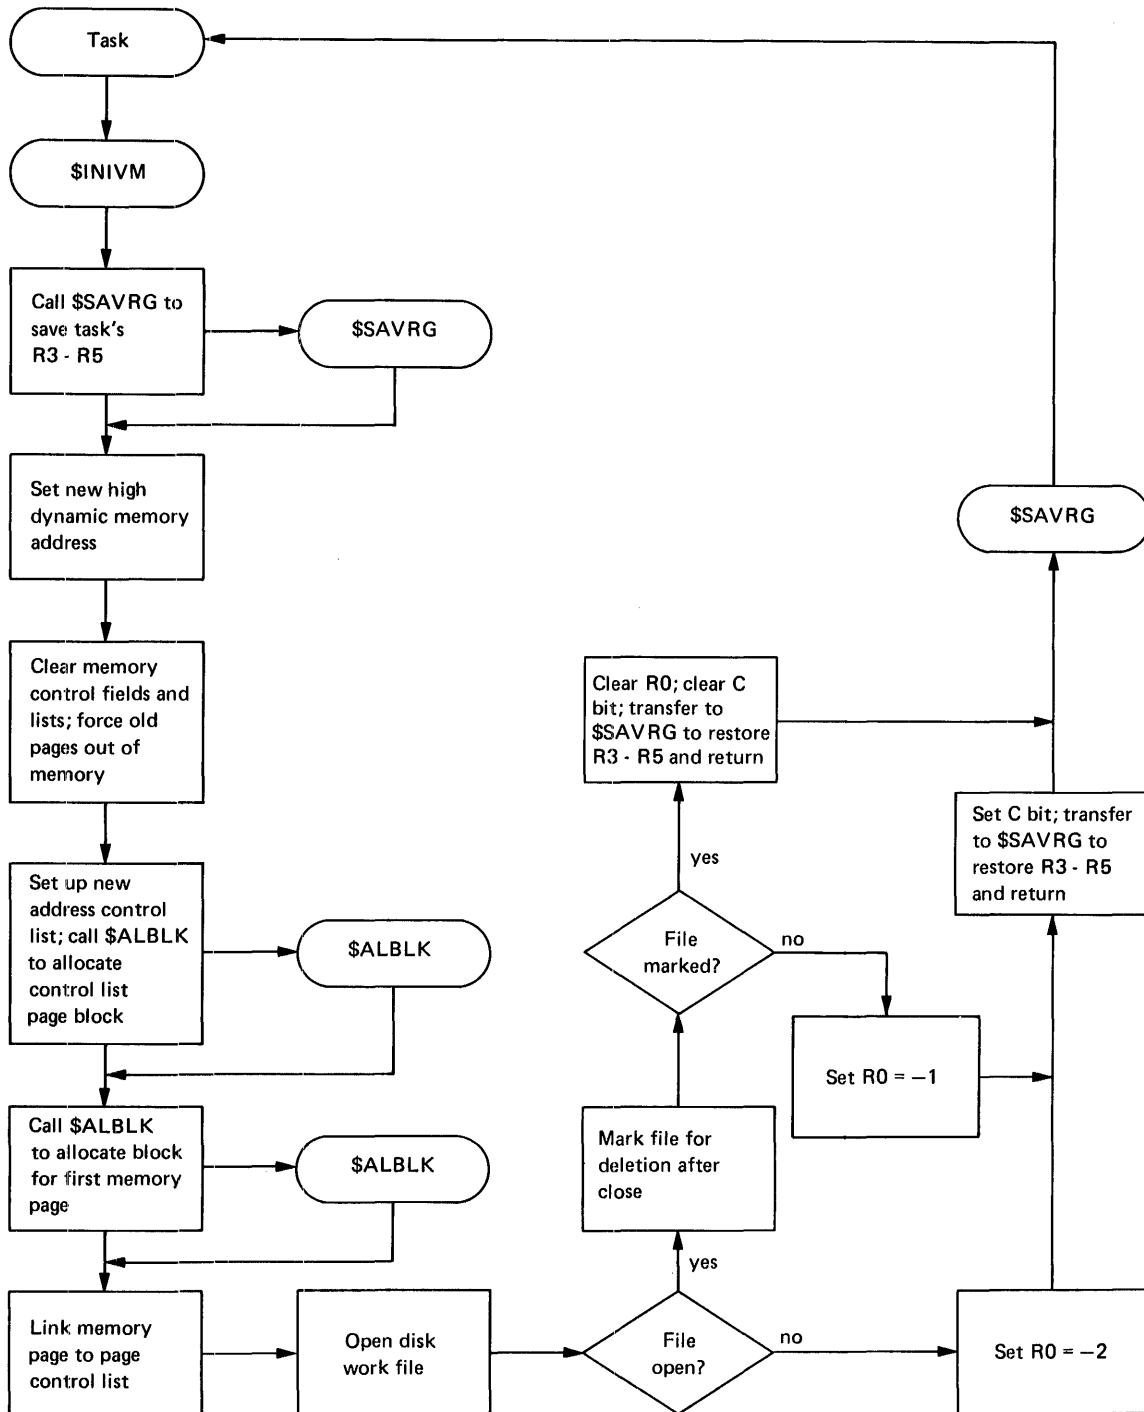 Task
$INIVM
Call $SAVRG to
save task's
R3 - R5
$SAVRG
Set new high
dynamic memory
address
Clear memory
control fields and
lists; force old
pages out of
memory
Set up new
address control
list; call $ALBLK
to allocate
control list
page block
$ALBLK
Call $ALBLK
to allocate block
for first memory
page
$ALBLK
Link memory
page to page
control list
Open disk
work file
File
open?
yes
no
Mark file for
deletion after
close
File
marked?
yes
no
Clear R0; clear C
bit; transfer to
$SAVRG to restore
R3 - R5 and return
Set R0 = −1
Set R0 = −2
Set C bit; transfer
to $SAVRG to
restore R3 - R5
and return
$SAVRG